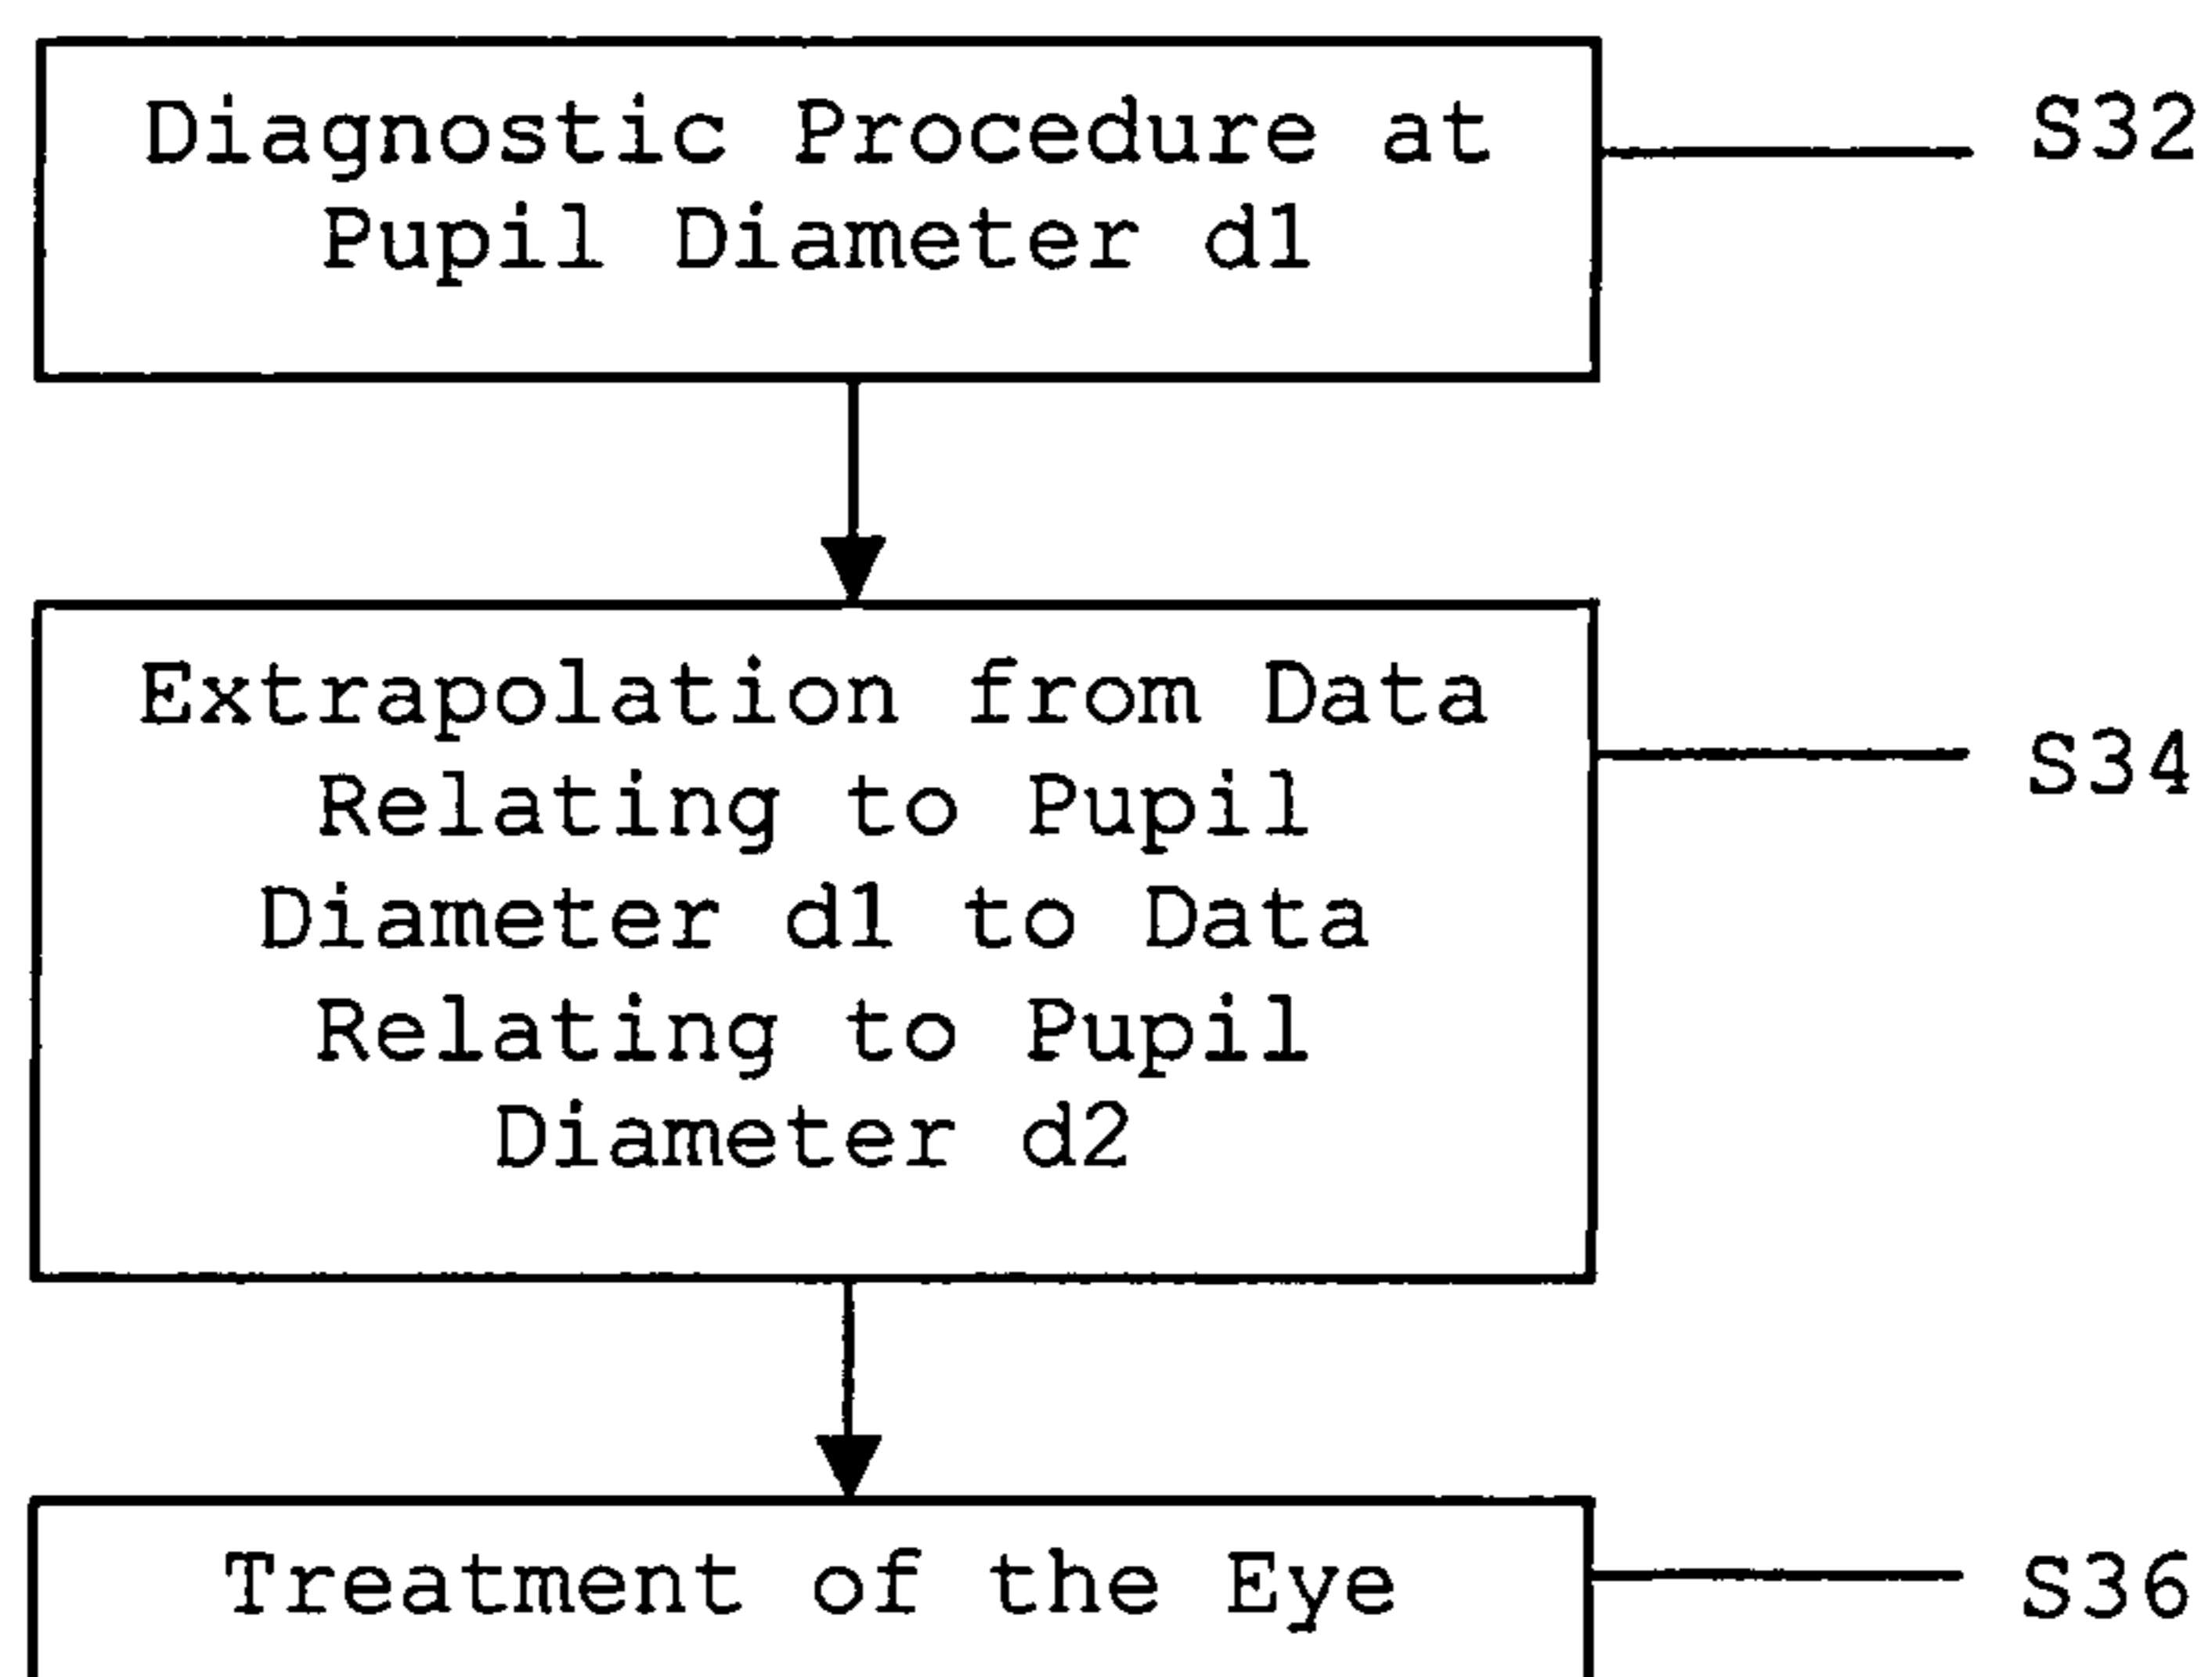 Diagnostic Procedure at
Pupil Diameter d1
S32
Extrapolation from Data
Relating to Pupil
Diameter d1 to Data
Relating to Pupil
Diameter d2
S34
Treatment of the Eye
S36